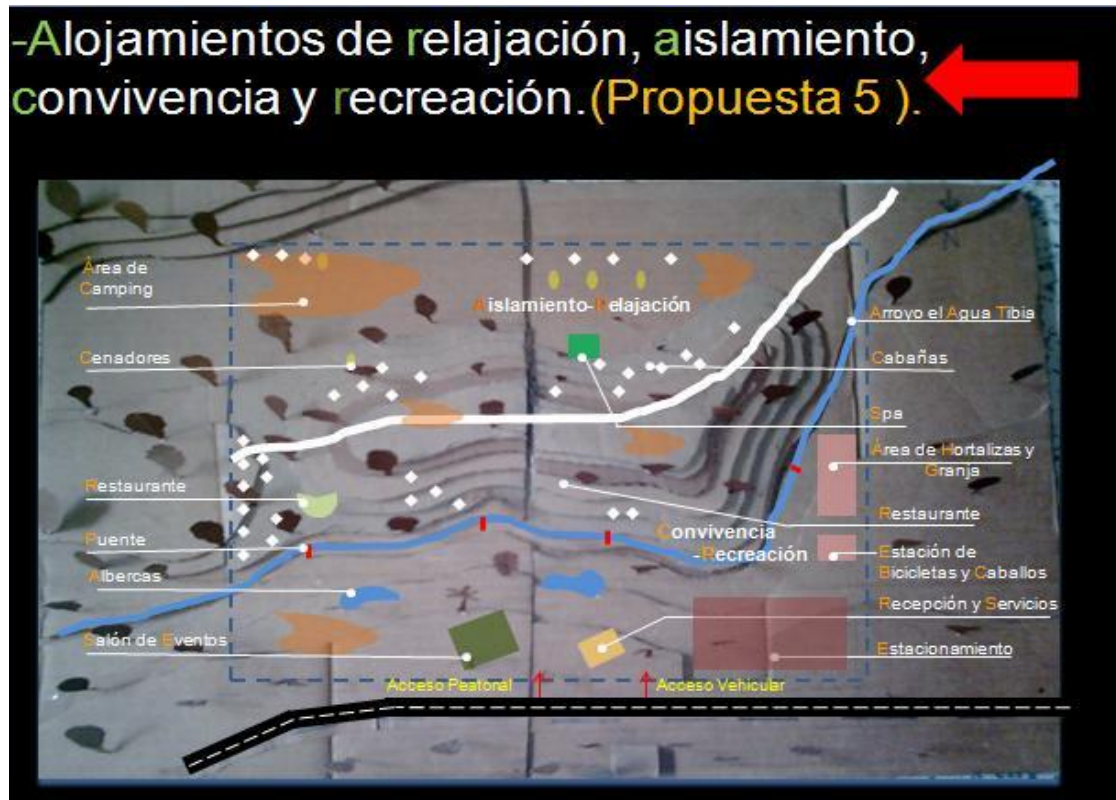 -Alojamientos de relajación, aislamiento,
convivencia y recreación.(Propuesta 5 ).
Área de
Camping
Aislamiento-Relajación
Arroyo el Agua Tibia
Cenadores
Cabañas
Spa
Área de Hortalizas y
Granja
Restaurante
Restaurante
Puente
Convivencia
-Recreación
Estación de
Bicicletas y Caballos
Albercas
Recepción y Servicios
Salón de Eventos
Estacionamiento
Acceso Peatonal
Acceso Vehicular